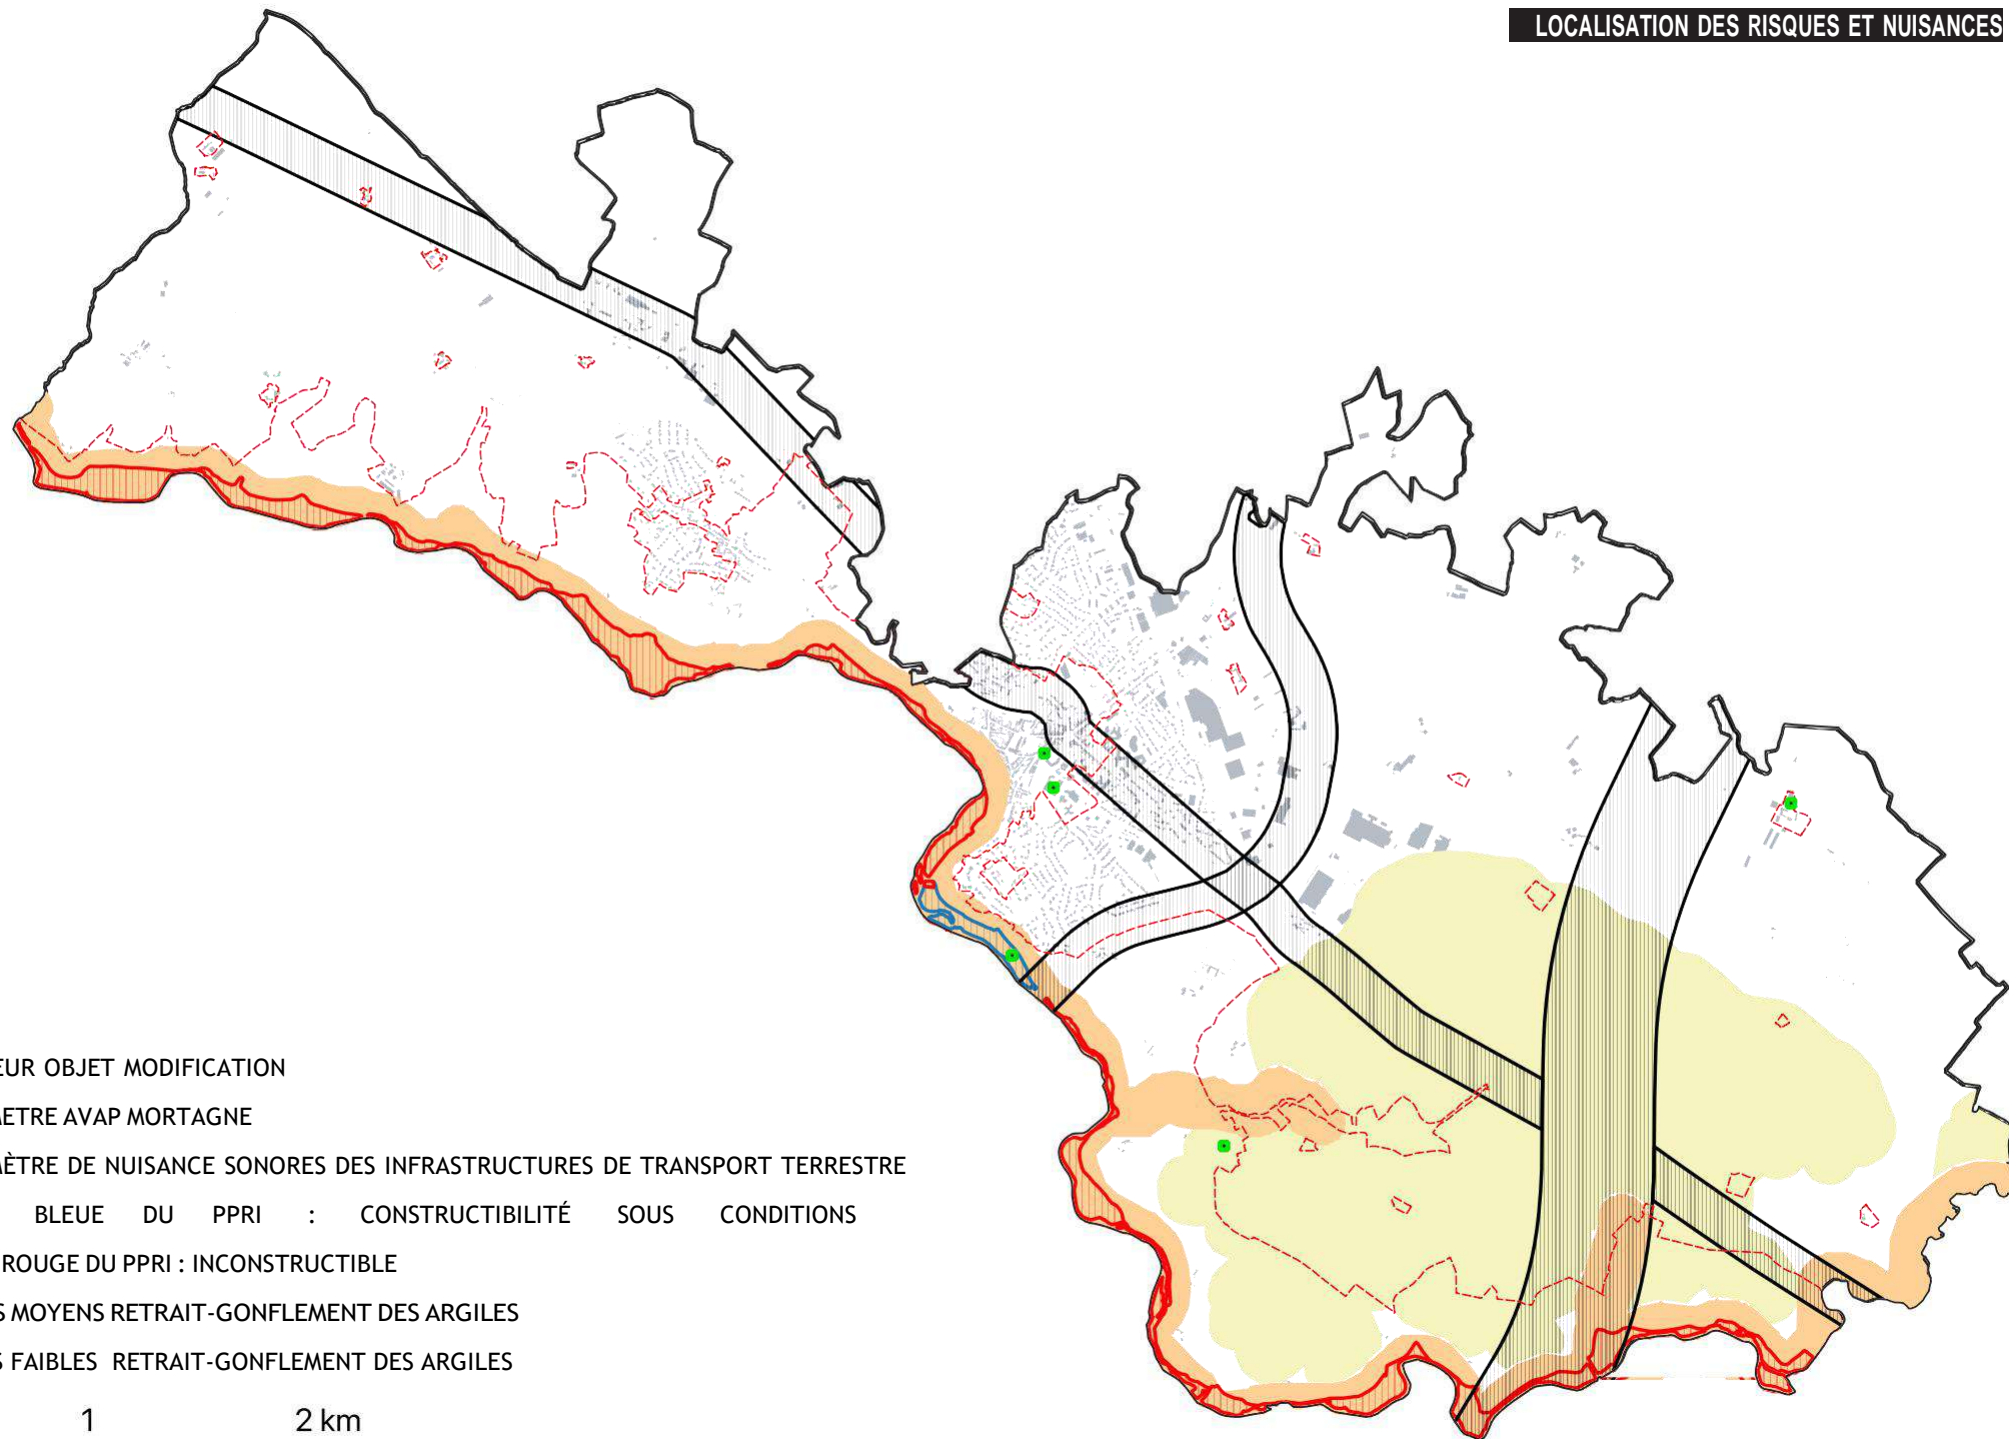 LOCALISATION DES RISQUES ET NUISANCES
EUR OBJET MODIFICATION
METRE AVAP MORTAGNE
MÈTRE DE NUISANCE SONORES DES INFRASTRUCTURES DE TRANSPORT TERRESTRE
BLEUE DU PPRI : CONSTRUCTIBILITÉ SOUS CONDITIONS
ROUGE DU PPRI : INCONSTRUCTIBLE
S MOYENS RETRAIT-GONFLEMENT DES ARGILES
S FAIBLES RETRAIT-GONFLEMENT DES ARGILES
1 2 km